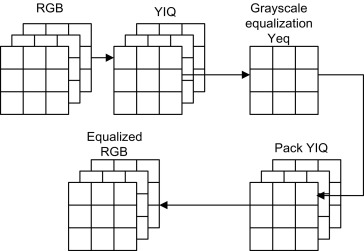 RGB
YIQ
Grayscale
equalization
Yeq
Equalized
RGB
Pack YIQ